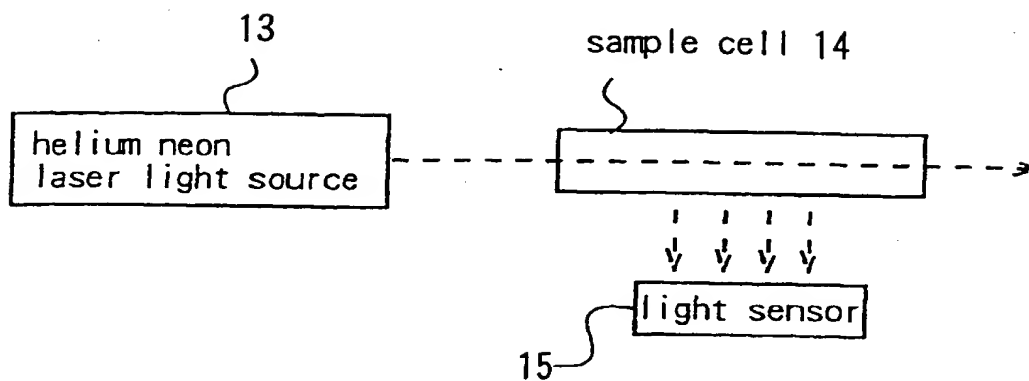 13
sample cell 14
helium neon
laser light source
light sensor
15